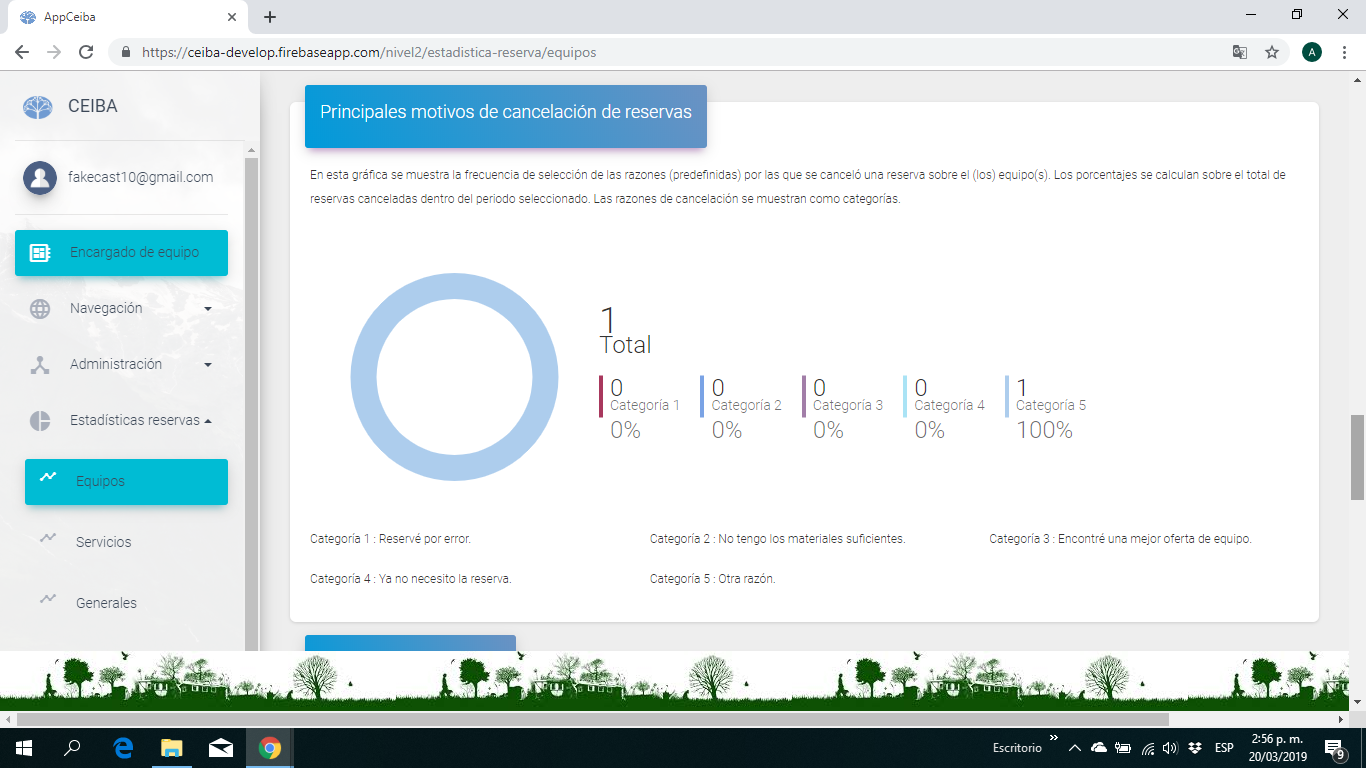 AppCeiba
https://ceiba-develop.firebaseapp.com/nivel2/estadistica-reserva/equipos
A
CEIBA
fakecast10@gmail.com
Encargado de equipo
Navegación
Administración
Estadísticas reservas
Equipos
Servicios
Generales
Principales motivos de cancelación de reservas
En esta gráfica se muestra la frecuencia de selección de las razones (predefinidas) por las que se canceló una reserva sobre el (los) equipo(s). Los porcentajes se calculan sobre el total de
reservas canceladas dentro del periodo seleccionado. Las razones de cancelación se muestran como categorías.
1
Total
0 0 0 0 1
Categoría 1 Categoría 2 Categoría 3 Categoría 4 Categoría 5
0% 0% 0% 0% 100%
Categoría 1 : Reservé por error. Categoría 2 : No tengo los materiales suficientes. Categoría 3 : Encontré una mejor oferta de equipo.
Categoría 4 : Ya no necesito la reserva. Categoría 5 : Otra razón.
Escritorio
ESP
2:56 p. m.
20/03/2019
9